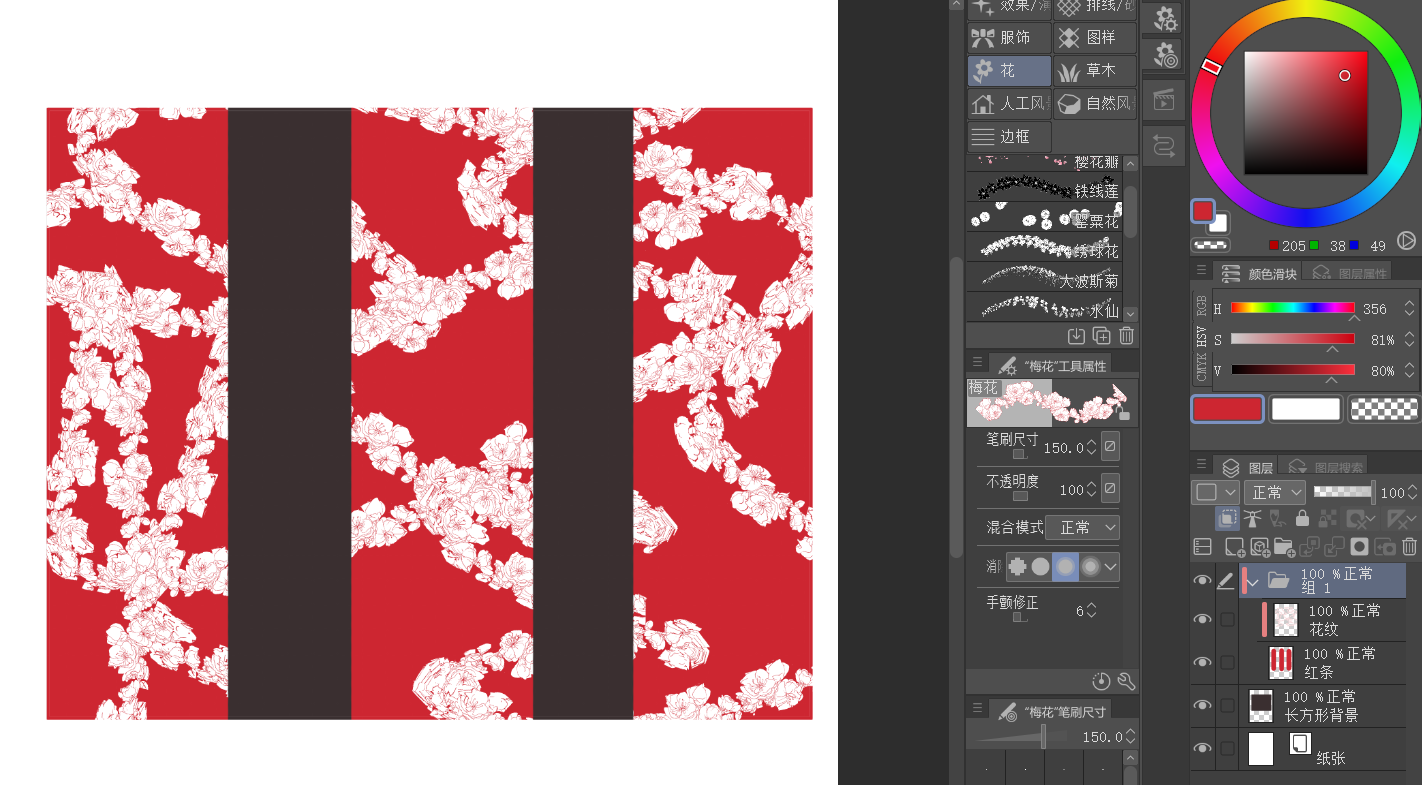 效果/
排线/
服饰
图样
花
草木
人工风
自然风
边框
樱花瓣
铁线莲
罂粟花
绣球花
大波斯菊
水仙
“梅花”工具属性
梅花
笔刷尺寸 150.0
不透明度 100
混合模式 正常
手颤修正 6
“梅花”笔刷尺寸
150.0
205 38 49
颜色滑块 图层属性
RGB
HSV
CMYK
H 356
S 81%
V 80%
图层 图层搜索
正常 100
100 %正常
组 1
100 %正常
花纹
100 %正常
红条
100 %正常
长方形背景
纸张